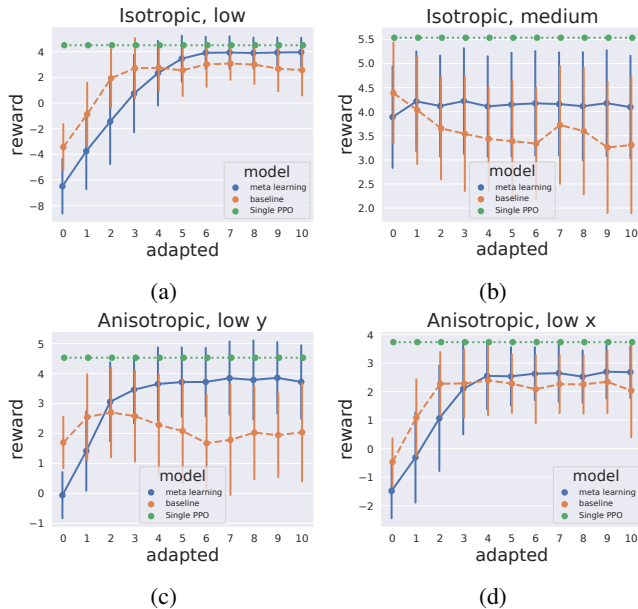 Isotropic, low
4
2
0
−2
−4
−6
−8
reward
model
meta learning
baseline
Single PPO
0 1 2 3 4 5 6 7 8 9 10
adapted
(a)
Isotropic, medium
5.5
5.0
4.5
4.0
3.5
3.0
2.5
2.0
reward
model
meta learning
baseline
Single PPO
0 1 2 3 4 5 6 7 8 9 10
adapted
(b)
Anisotropic, low y
5
4
3
2
1
0
−1
reward
model
meta learning
baseline
Single PPO
0 1 2 3 4 5 6 7 8 9 10
adapted
(c)
Anisotropic, low x
4
3
2
1
0
−1
−2
reward
model
meta learning
baseline
Single PPO
0 1 2 3 4 5 6 7 8 9 10
adapted
(d)